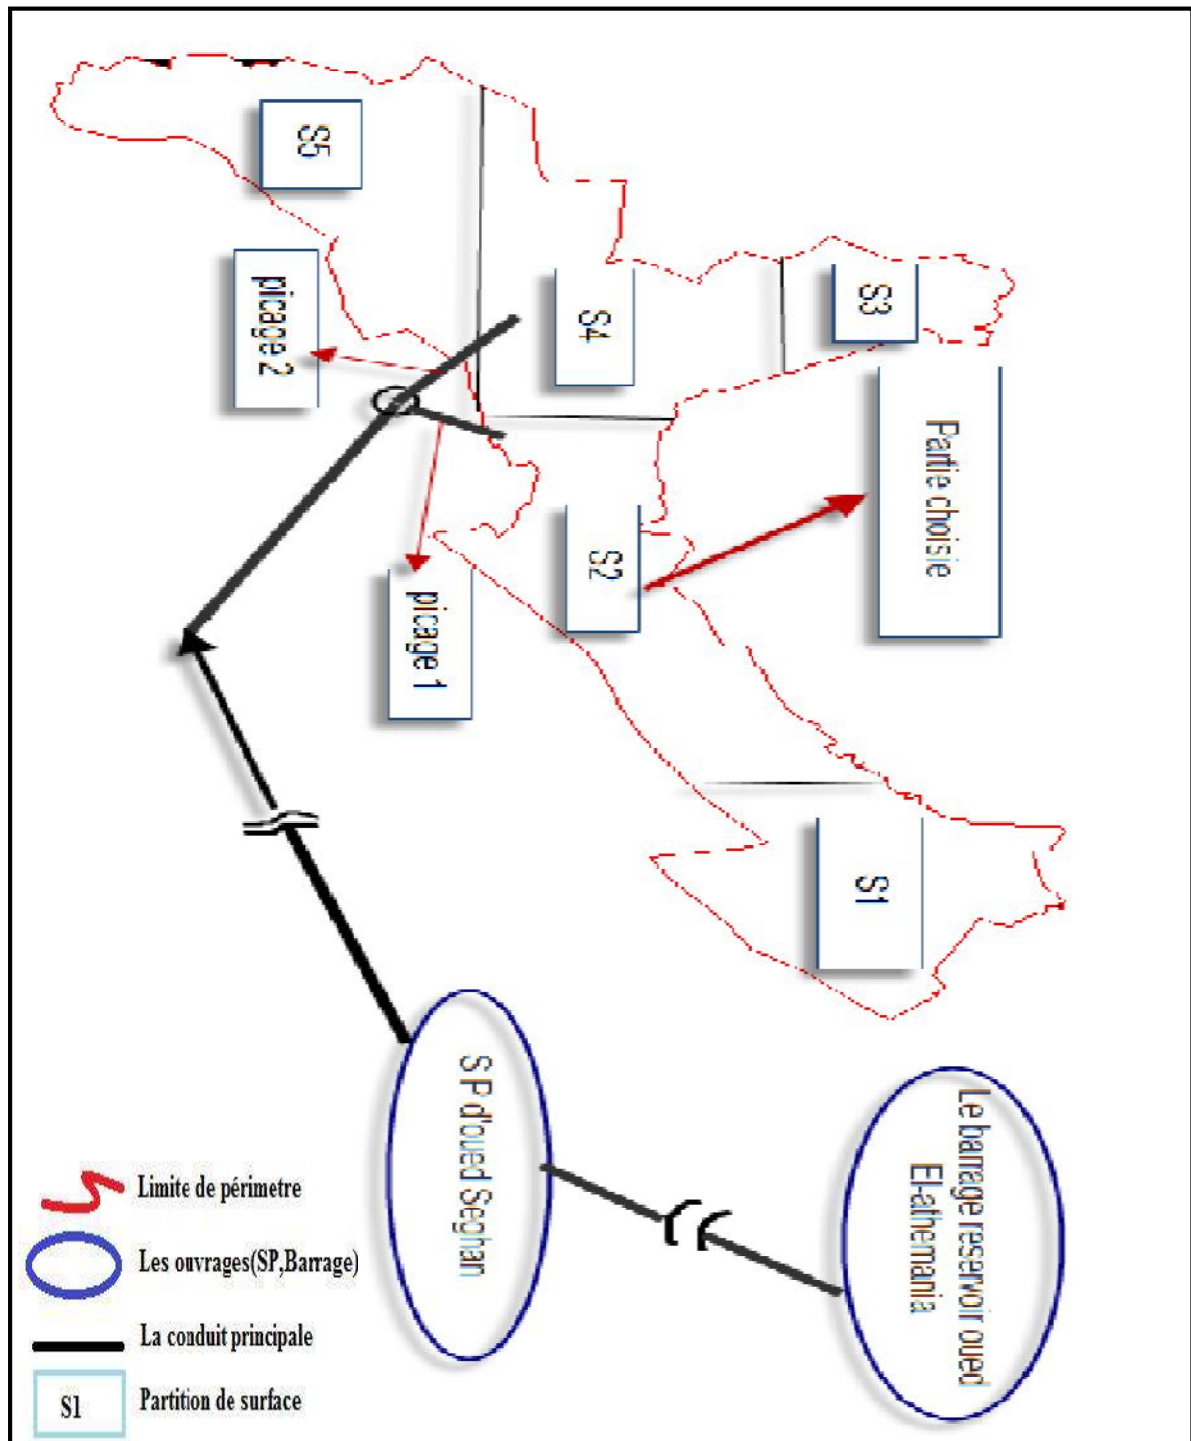 S5
S3
S4
picage 2
Partie choisie
S2
picage 1
S1
S P d'oued Seghan
Le barrage reservoir oued
El-athemania
Limite de périmetre
Les ouvrages(SP,Barrage)
La conduit principale
S1
Partition de surface